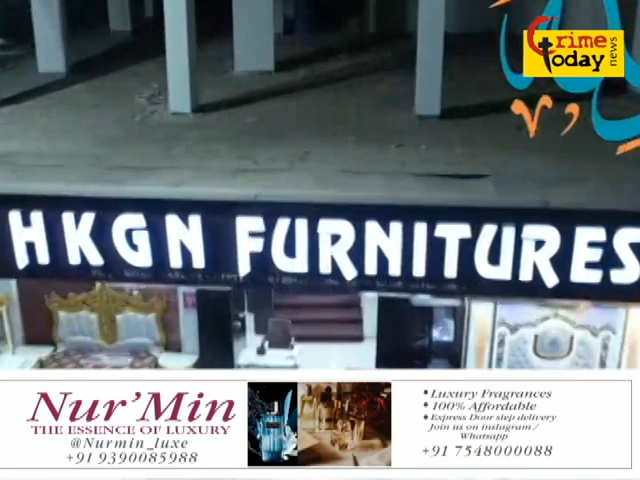 Crime
Today
news
HKGN FURNITURES
Nur'Min
THE ESSENCE OF LUXURY
@Nurmin_luxe
+91 9390085988
•Luxury Fragrances
•100% Affordable
•Express Door step delivery
Join us on instagram /
Whatsapp
+91 7548000088